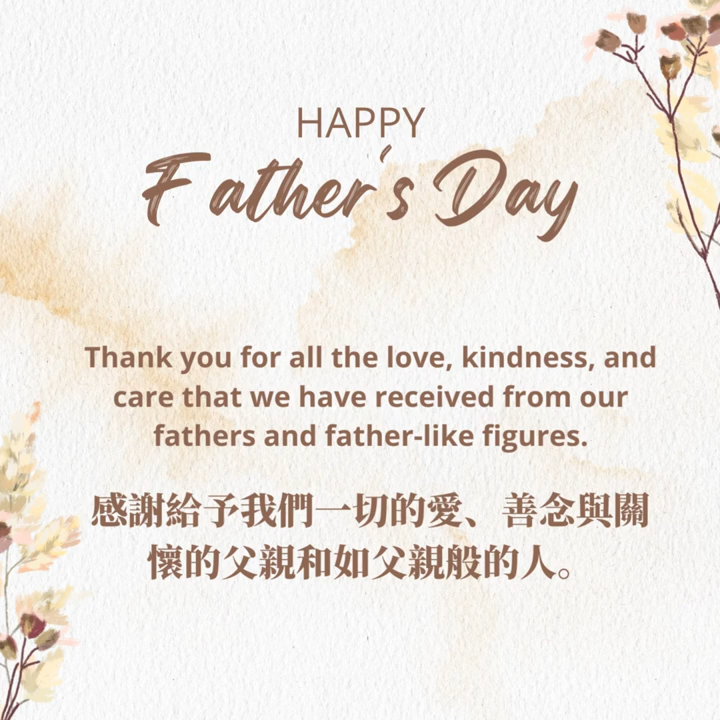 HAPPY
Father's Day
Thank you for all the love, kindness, and
care that we have received from our
fathers and father-like figures.
感謝給予我們一切的愛、善念與關
懷的父親和如父親般的人。